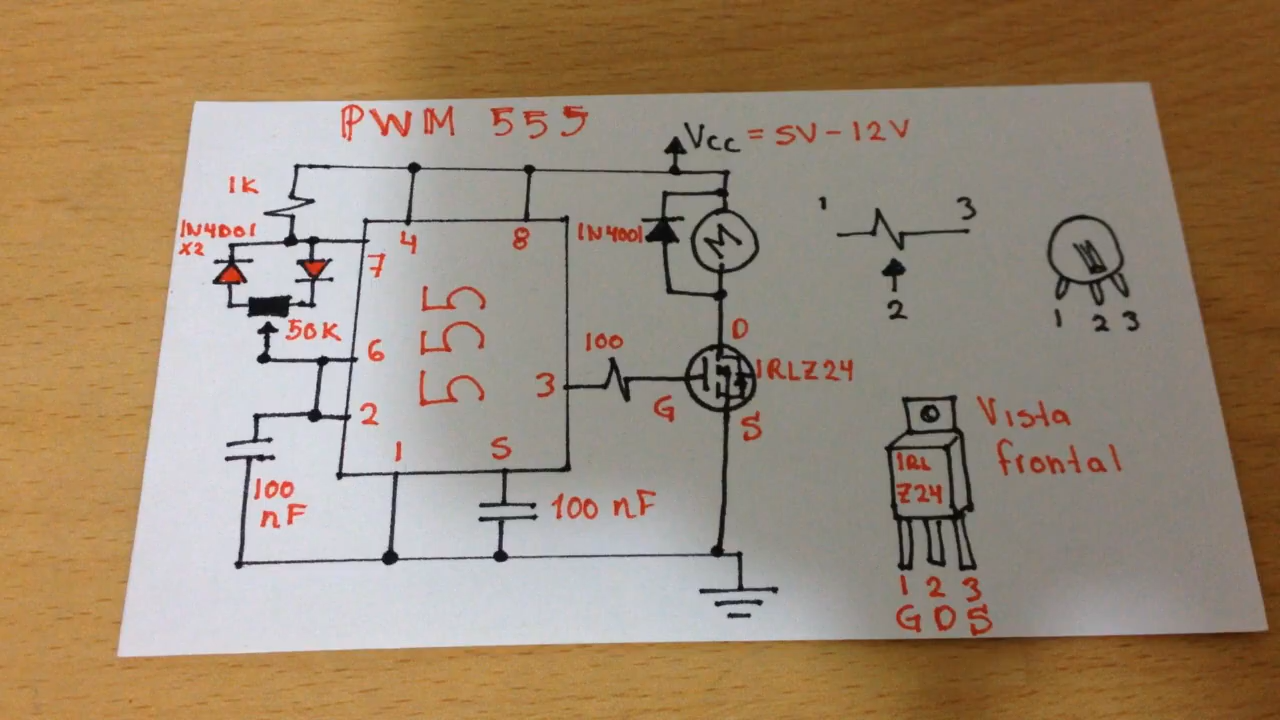 PWM 555
Vcc = 5V - 12V
1K
1N4001
X2
50K
4
8
7
6
2
3
1
5
555
100
nF
100 nF
100
1N4001
M
D
G
S
IRLZ24
1
3
2
1 2 3
Vista
frontal
IRL
Z24
1 2 3
G D S